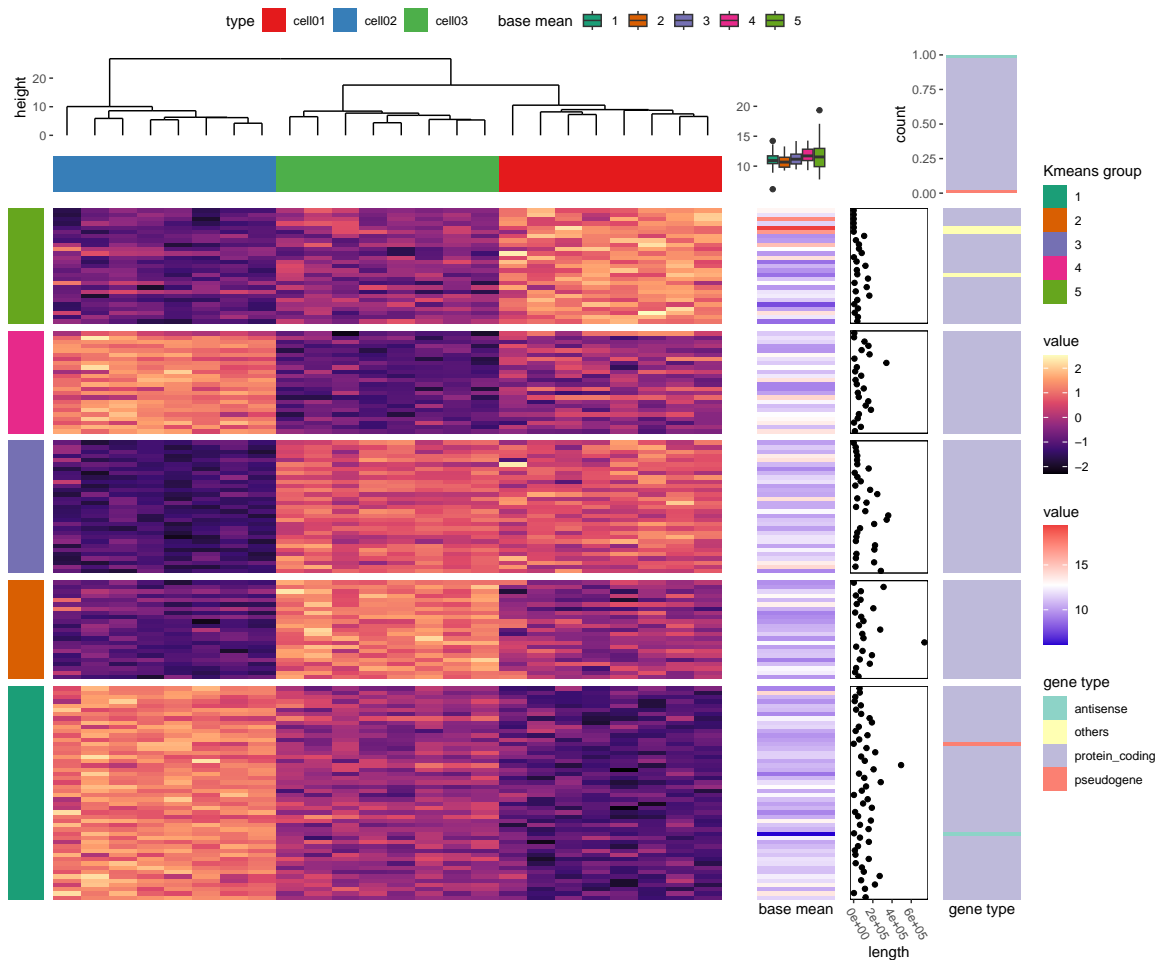 type cell01 cell02 cell03 base mean 1 2 3 4 5
height
20
10
0
20
15
10
count
1.00
0.75
0.50
0.25
0.00
Kmeans group
1
2
3
4
5
value
2
1
0
−1
−2
value
15
10
gene type
antisense
others
protein_coding
pseudogene
base mean
0e+00 2e+05 4e+05 6e+05
length
gene type